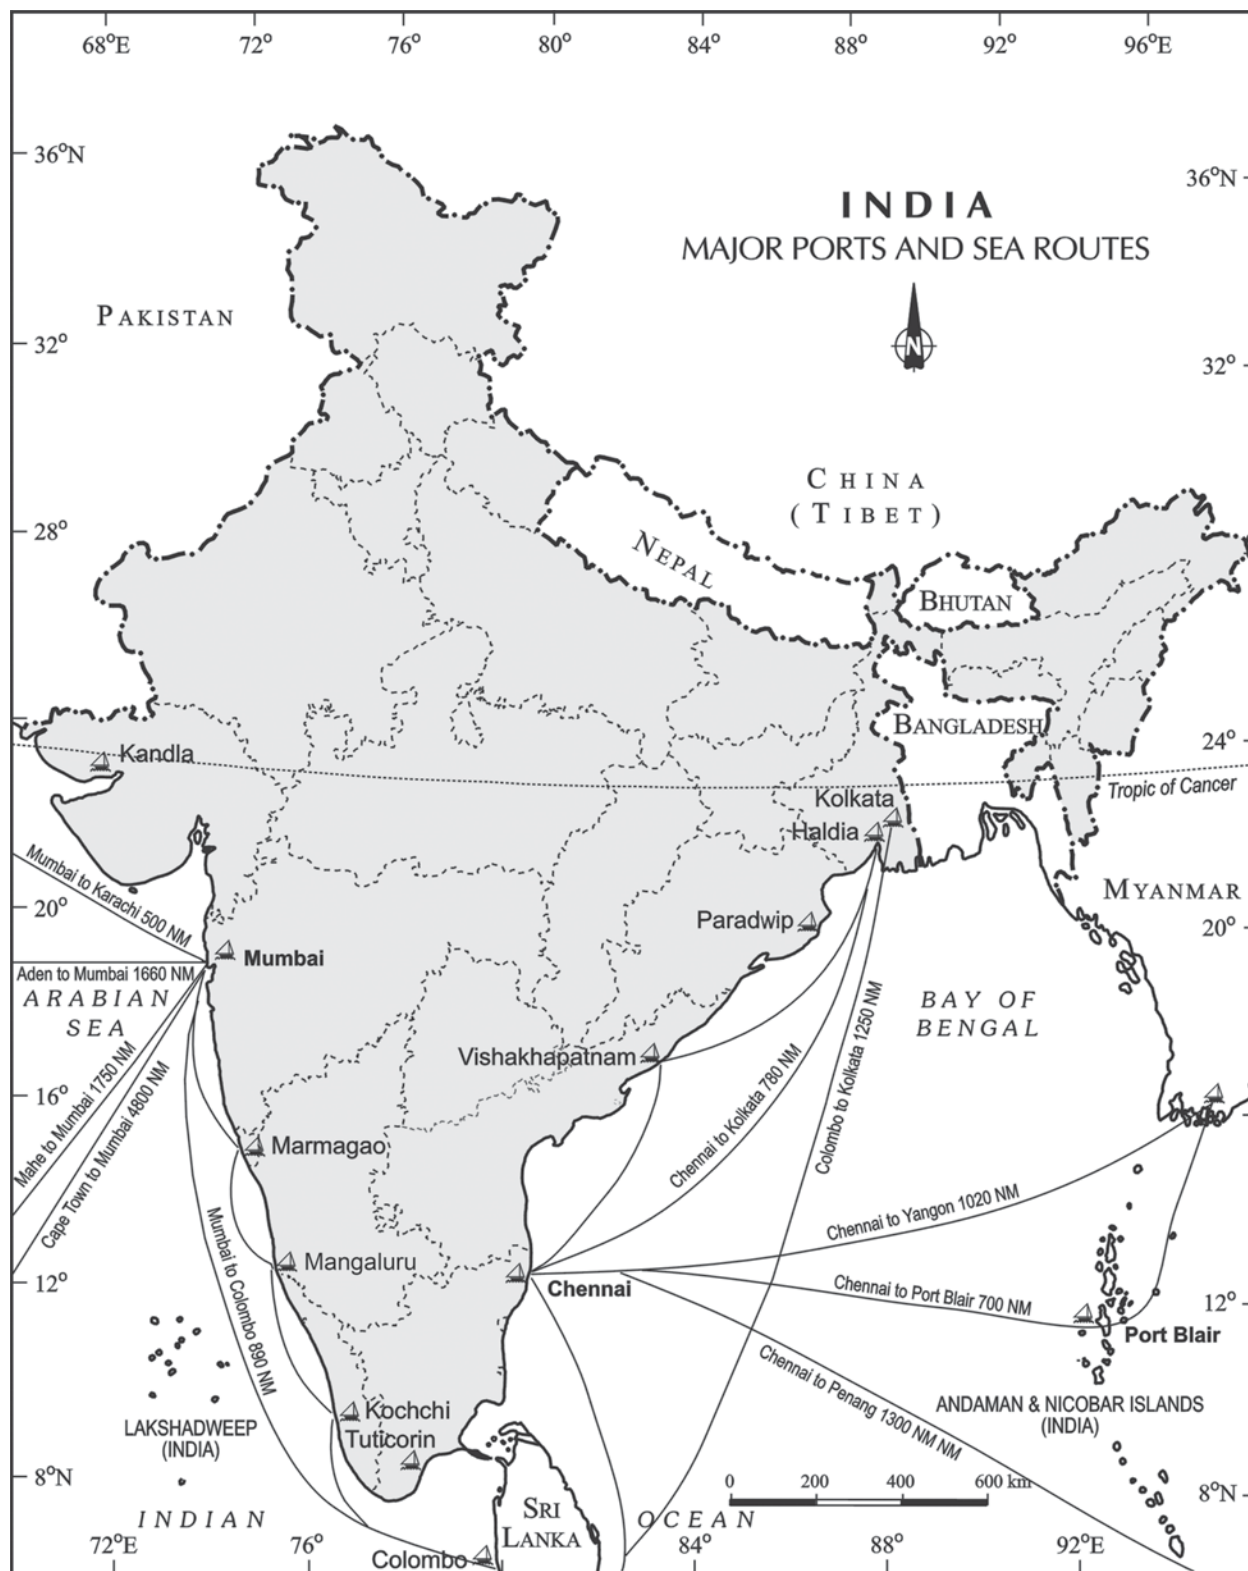 68°E 72° 76° 80° 84° 88° 92° 96°E
36°N
36°N
INDIA
MAJOR PORTS AND SEA ROUTES
N
PAKISTAN
32°
32°
CHINA
(TIBET)
28°
NEPAL
BHUTAN
BANGLADESH
24°
Kandla
Tropic of Cancer
Kolkata
Haldia
MYANMAR
Mumbai to Karachi 500 NM
20°
20°
Paradwip
Mumbai
Aden to Mumbai 1660 NM
ARABIAN
SEA
BAY OF
BENGAL
Vishakhapatnam
Mahe to Mumbai 1750 NM
Cape Town to Mumbai 4800 NM
Chennai to Kolkata 780 NM
Colombo to Kolkata 1250 NM
16°
Marmagao
Chennai to Yangon 1020 NM
Mumbai to Colombo 890 NM
Mangaluru
12°
Chennai
Chennai to Port Blair 700 NM
12°
Port Blair
Chennai to Penang 1300 NM NM
Kochchi
LAKSHADWEEP
(INDIA)
Tuticorin
ANDAMAN & NICOBAR ISLANDS
(INDIA)
8°N
0 200 400 600 km
8°N
INDIAN
SRI
LANKA
OCEAN
72°E 76° 84° 88° 92°E
Colombo